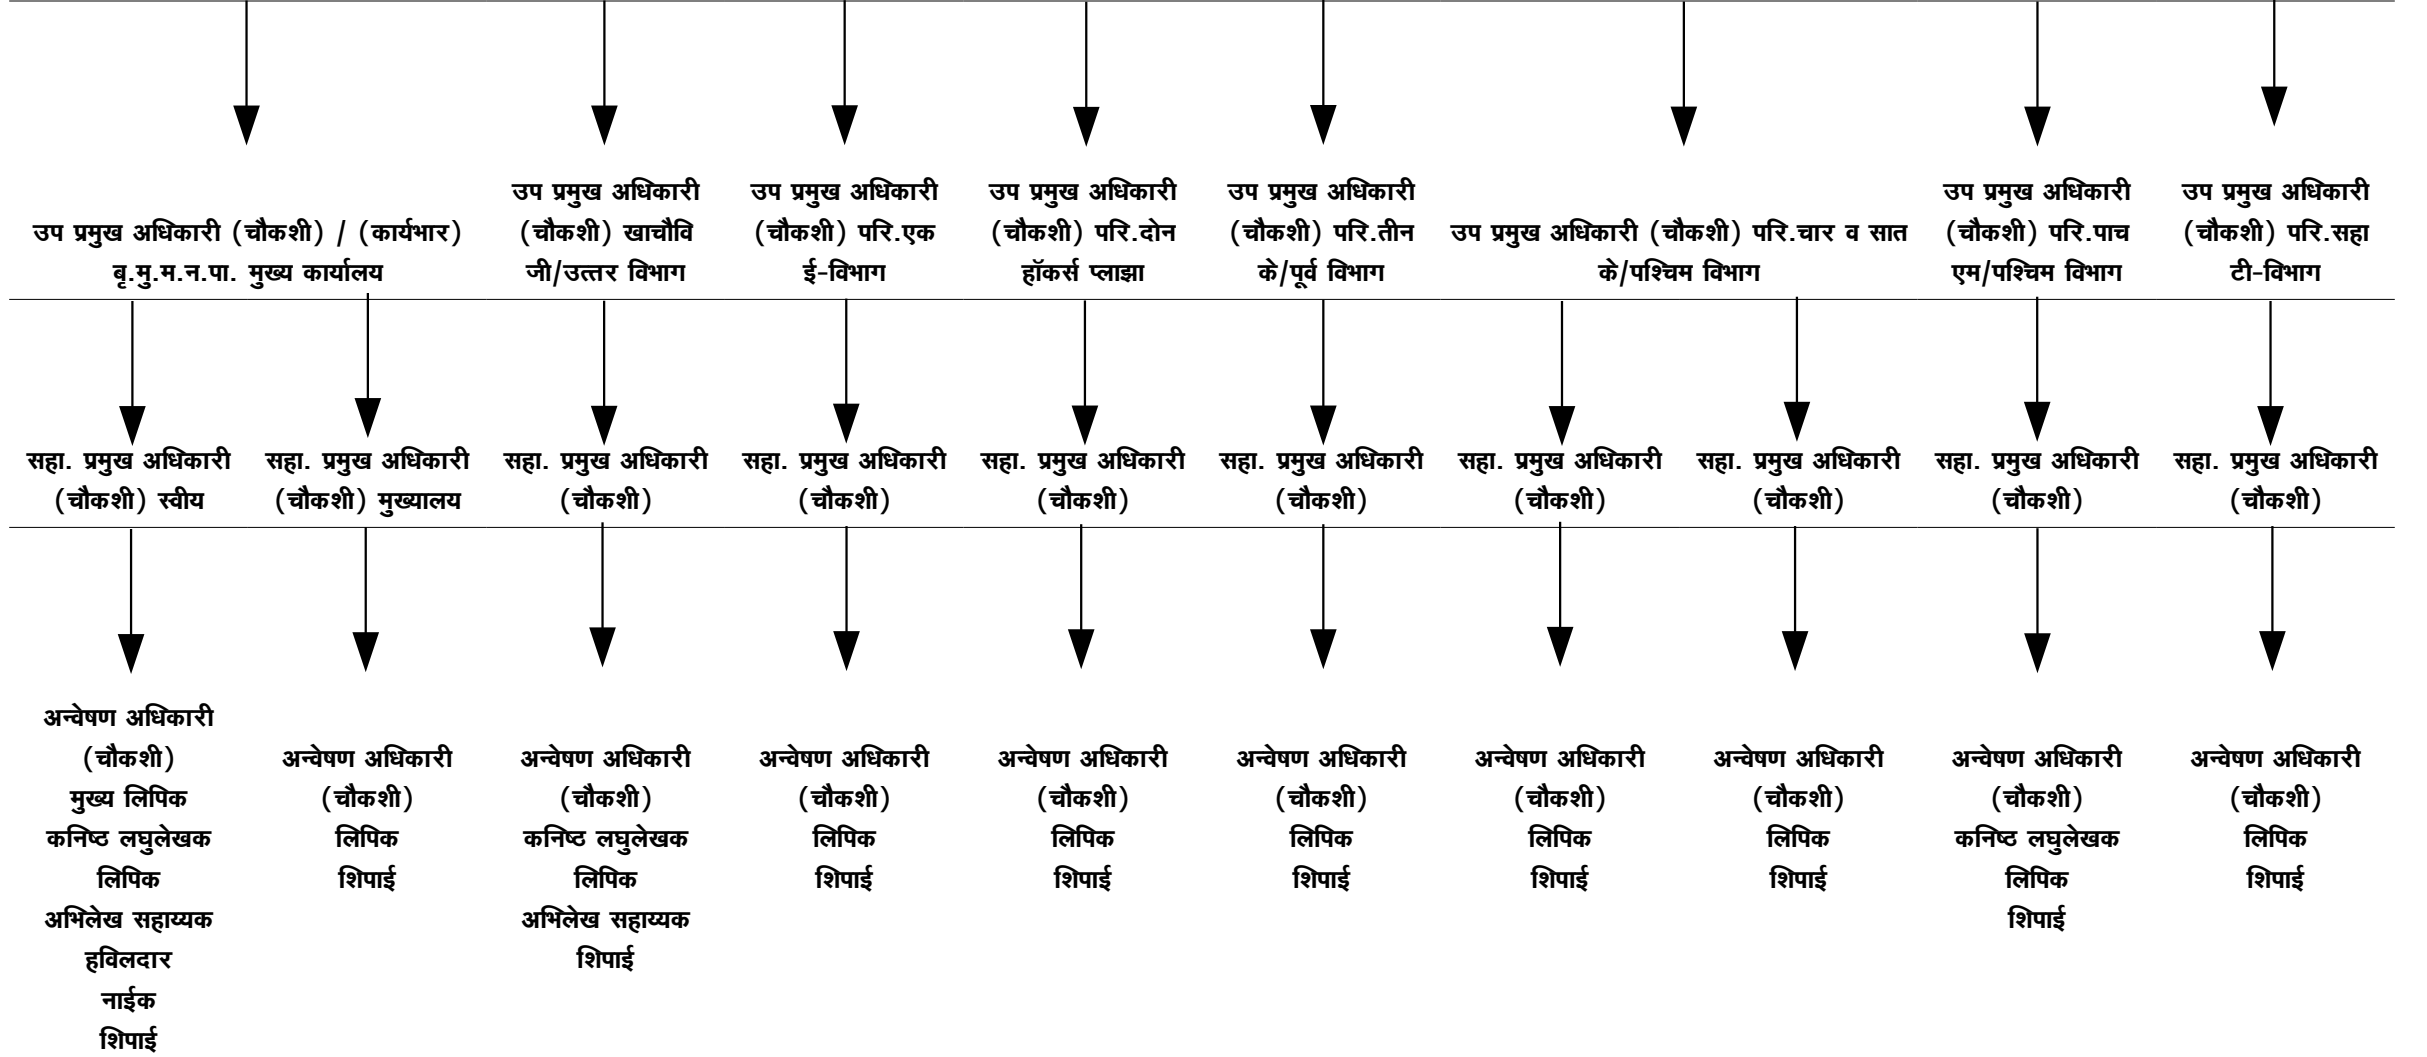 उप प्रमुख अधिकारी (चौकशी) / (कार्यभार)
बृ.मु.म.न.पा. मुख्य कार्यालय
उप प्रमुख अधिकारी
(चौकशी) खाचौवि
जी/उत्तर विभाग
उप प्रमुख अधिकारी
(चौकशी) परि.एक
ई-विभाग
उप प्रमुख अधिकारी
(चौकशी) परि.दोन
हॉकर्स प्लाझा
उप प्रमुख अधिकारी
(चौकशी) परि.तीन
के/पूर्व विभाग
उप प्रमुख अधिकारी (चौकशी) परि.चार व सात
के/पश्चिम विभाग
उप प्रमुख अधिकारी
(चौकशी) परि.पाच
एम/पश्चिम विभाग
उप प्रमुख अधिकारी
(चौकशी) परि.सहा
टी-विभाग
सहा. प्रमुख अधिकारी
(चौकशी) स्वीय
सहा. प्रमुख अधिकारी
(चौकशी) मुख्यालय
सहा. प्रमुख अधिकारी
(चौकशी)
सहा. प्रमुख अधिकारी
(चौकशी)
सहा. प्रमुख अधिकारी
(चौकशी)
सहा. प्रमुख अधिकारी
(चौकशी)
सहा. प्रमुख अधिकारी
(चौकशी)
सहा. प्रमुख अधिकारी
(चौकशी)
सहा. प्रमुख अधिकारी
(चौकशी)
सहा. प्रमुख अधिकारी
(चौकशी)
अन्वेषण अधिकारी
(चौकशी)
मुख्य लिपिक
कनिष्ठ लघुलेखक
लिपिक
अभिलेख सहाय्यक
हविलदार
नाईक
शिपाई
अन्वेषण अधिकारी
(चौकशी)
लिपिक
शिपाई
अन्वेषण अधिकारी
(चौकशी)
कनिष्ठ लघुलेखक
लिपिक
अभिलेख सहाय्यक
शिपाई
अन्वेषण अधिकारी
(चौकशी)
लिपिक
शिपाई
अन्वेषण अधिकारी
(चौकशी)
लिपिक
शिपाई
अन्वेषण अधिकारी
(चौकशी)
लिपिक
शिपाई
अन्वेषण अधिकारी
(चौकशी)
लिपिक
शिपाई
अन्वेषण अधिकारी
(चौकशी)
लिपिक
शिपाई
अन्वेषण अधिकारी
(चौकशी)
कनिष्ठ लघुलेखक
लिपिक
शिपाई
अन्वेषण अधिकारी
(चौकशी)
लिपिक
शिपाई